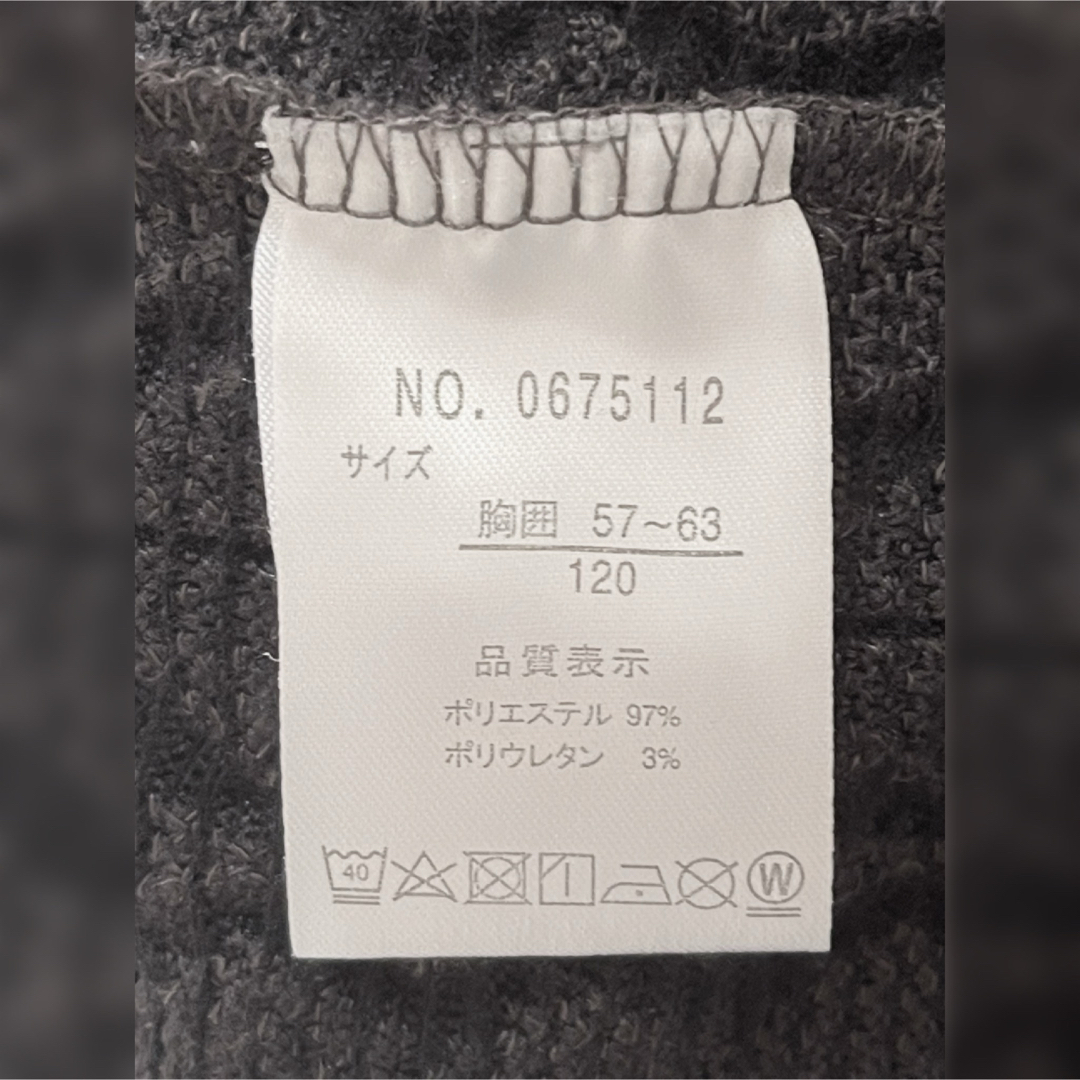 NO. 0675112
サイズ
胸囲 57~63
120
品質表示
ポリエステル 97%
ポリウレタン 3%
40 W